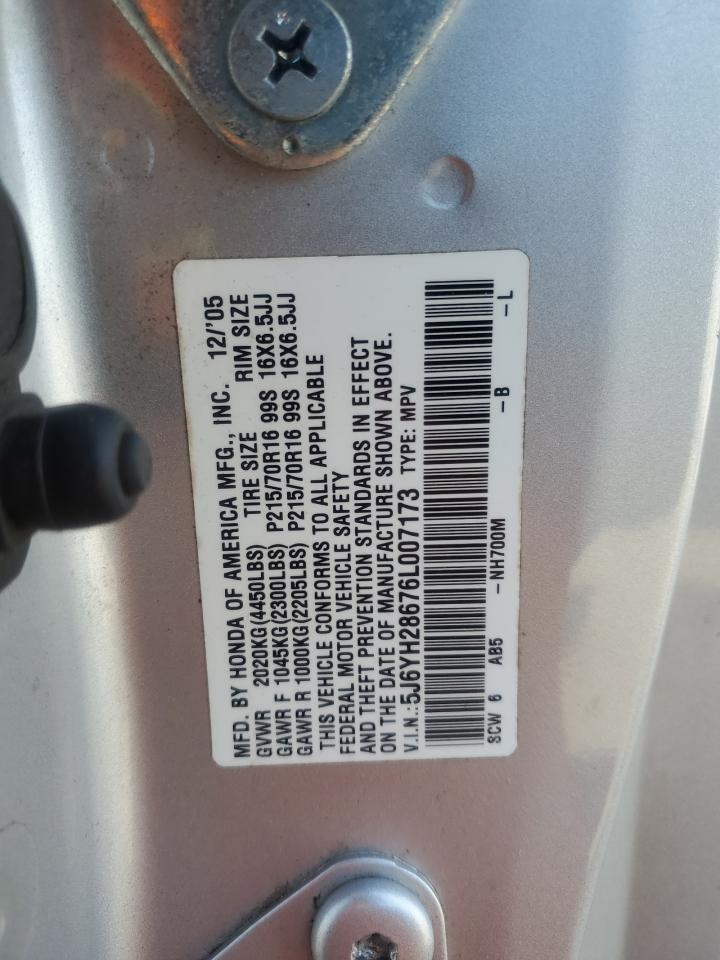 MFD. BY HONDA OF AMERICA MFG., INC. 12/'05
GVWR 2020KG(4450LBS) TIRE SIZE RIM SIZE
GAWR F 1045KG(2300LBS) P215/70R16 99S 16X6.5JJ
GAWR R 1000KG(2205LBS) P215/70R16 99S 16X6.5JJ
THIS VEHICLE CONFORMS TO ALL APPLICABLE
FEDERAL MOTOR VEHICLE SAFETY
AND THEFT PREVENTION STANDARDS IN EFFECT
ON THE DATE OF MANUFACTURE SHOWN ABOVE.
V.I.N.:5J6YH28676L007173 TYPE: MPV
SCW 6 AB5 -NH700M -B -L